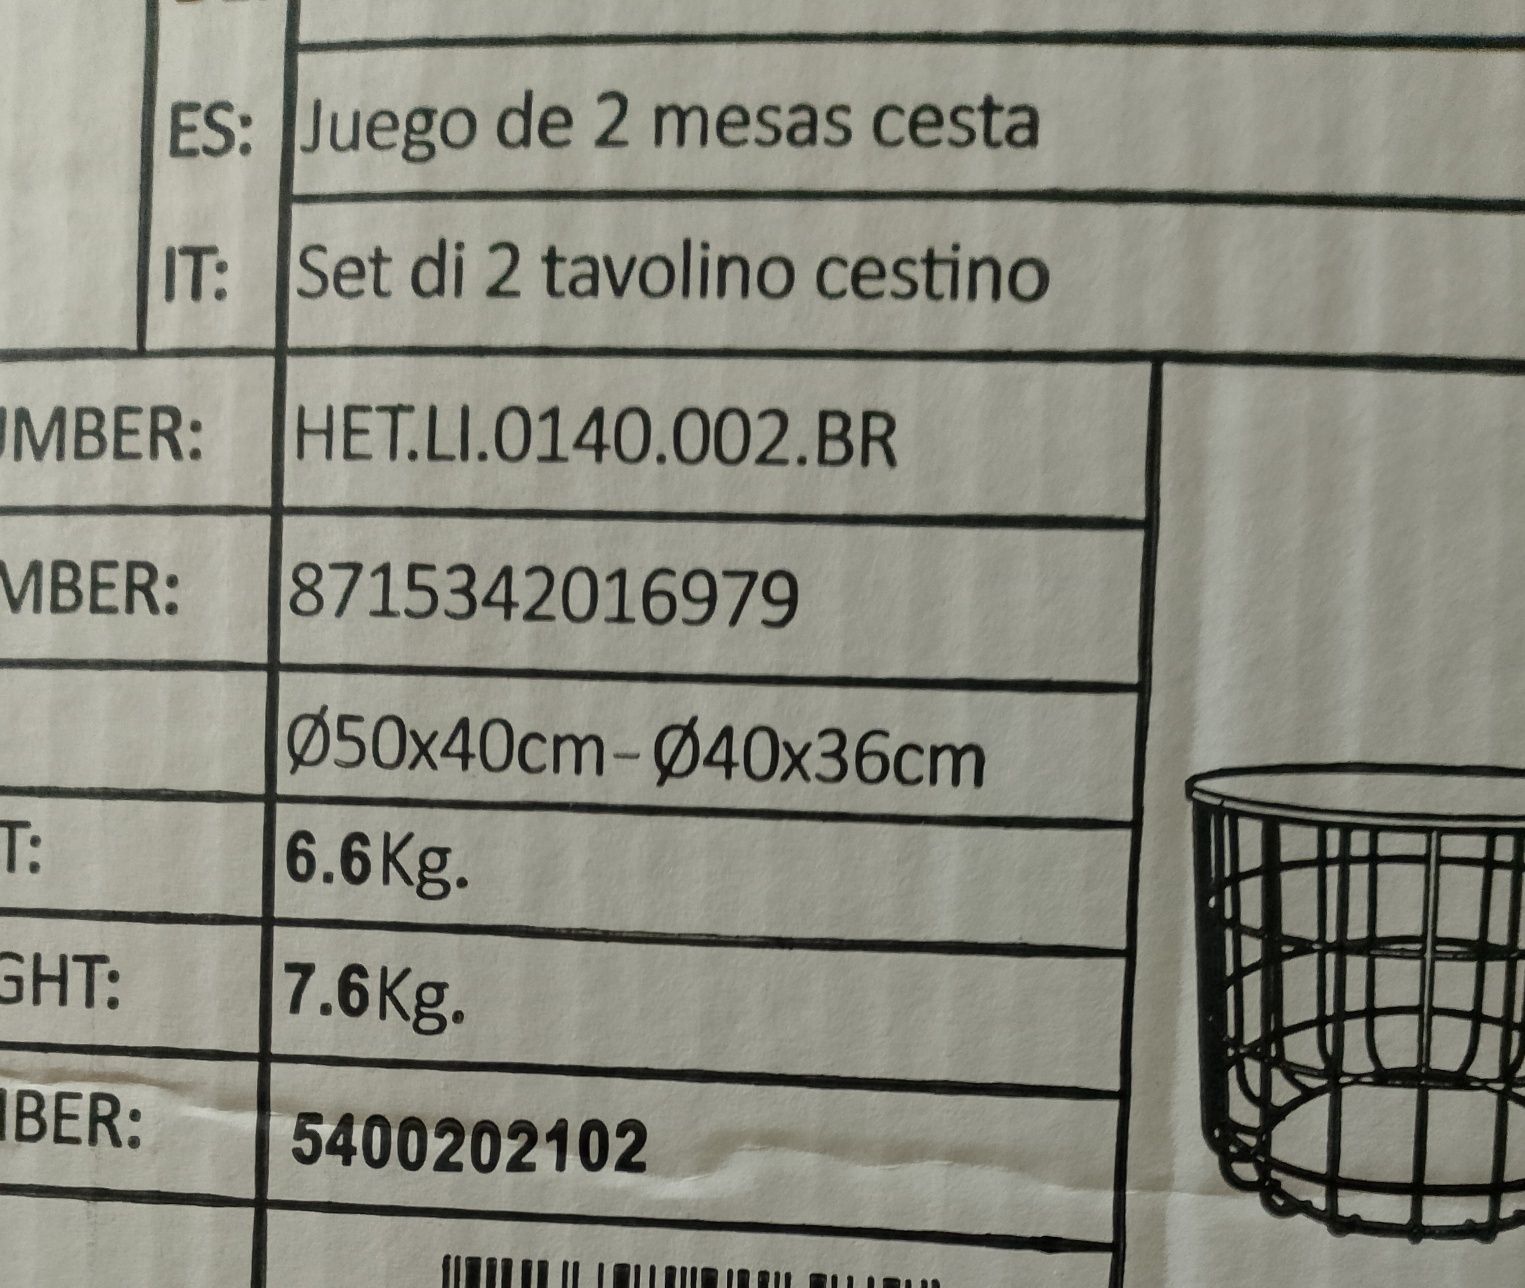 ES: Juego de 2 mesas cesta
IT: Set di 2 tavolino cestino
UMBER: HET.LI.0140.002.BR
MBER: 8715342016979
Ø50x40cm-Ø40x36cm
T: 6.6Kg.
GHT: 7.6Kg.
BER: 5400202102